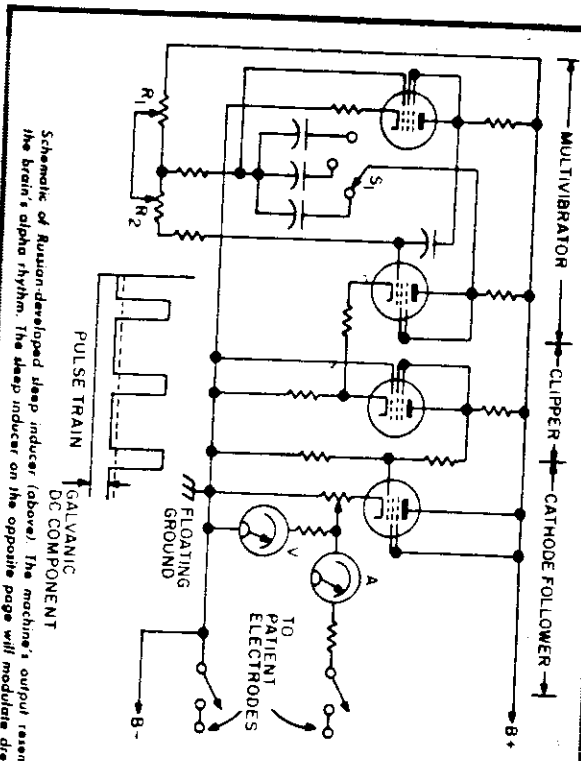 MULTIVIBRATOR
CLIPPER
CATHODE FOLLOWER
B+
R1
R2
S1
V
A
TO
PATIENT
ELECTRODES
B-
FLOATING
GROUND
GALVANIC
DC COMPONENT
PULSE TRAIN
Schematic of Russian-developed sleep inducer (above). The machine's output
the brain's alpha rhythm. The sleep inducer on the opposite page will modulate